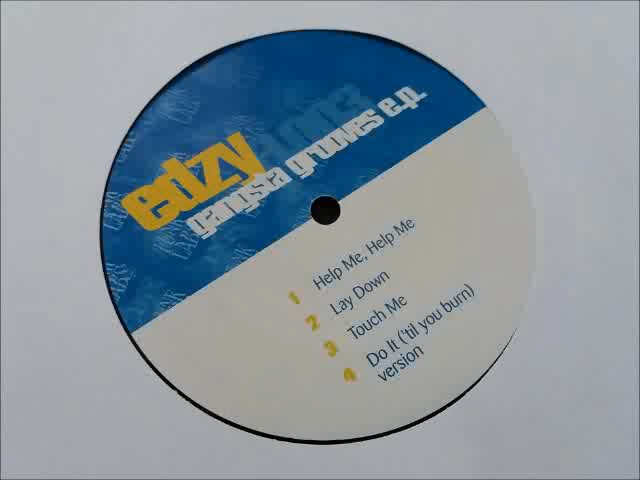 edzy
gangsta grooves e.p.
1 Help Me, Help Me
2 Lay Down
3 Touch Me
4 Do It ('til you burn)
version